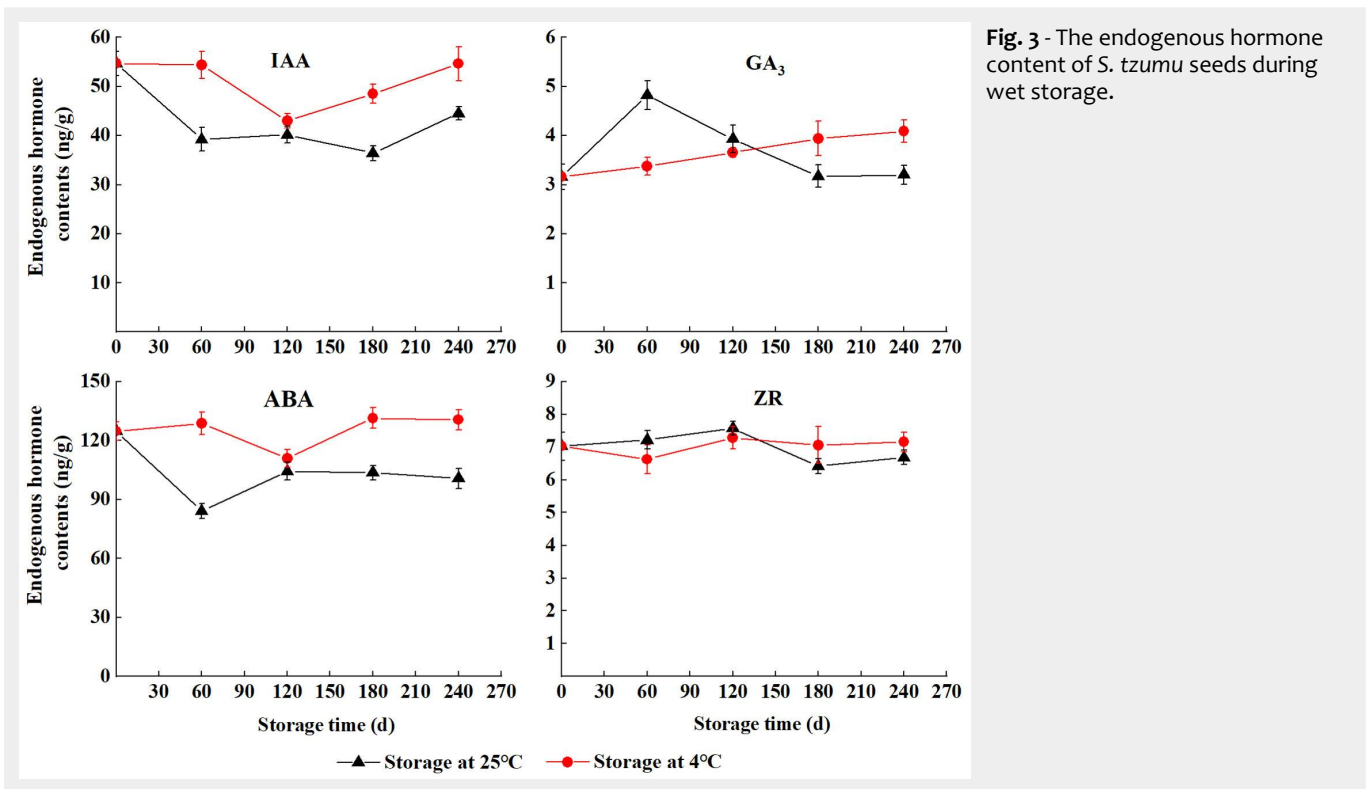 Fig. 3 - The endogenous hormone
content of S. tzumu seeds during
wet storage.
IAA
Endogenous hormone
contents (ng/g)
60
50
40
30
20
10
0 30 60 90 120 150 180 210 240 270
GA3
6
5
4
3
2
1
0 30 60 90 120 150 180 210 240 270
ABA
Endogenous hormone
contents (ng/g)
150
120
90
60
30
0
0 30 60 90 120 150 180 210 240 270
Storage time (d)
ZR
9
8
7
6
5
4
3
2
1
0 30 60 90 120 150 180 210 240 270
Storage time (d)
Storage at 25°C Storage at 4°C